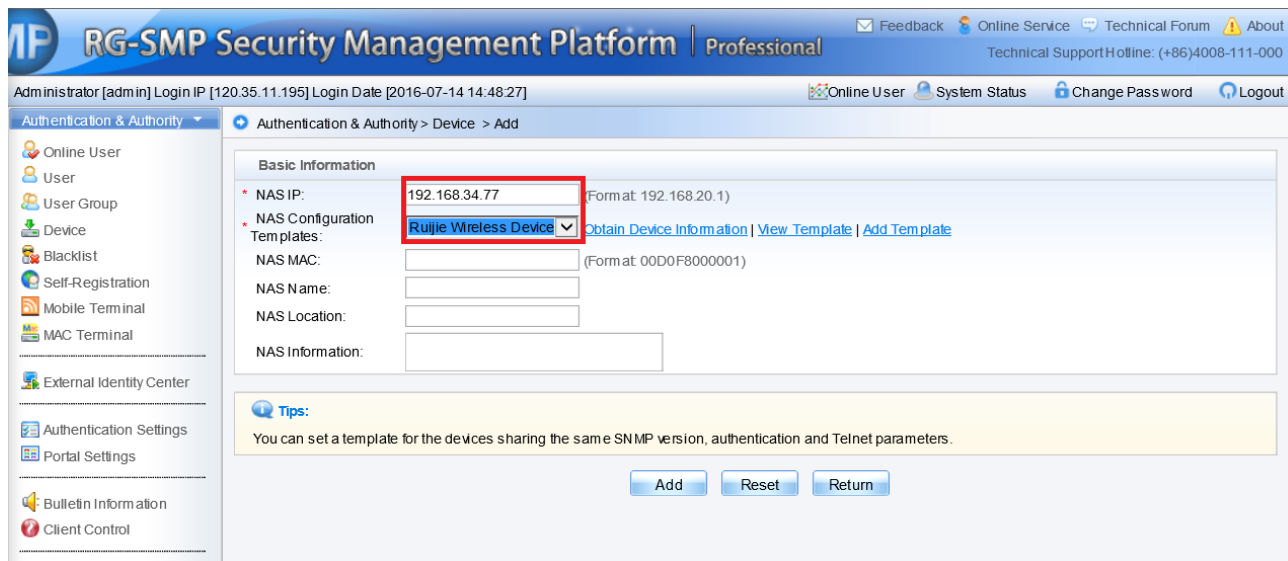 MP RG-SMP Security Management Platform | Professional
Feedback Online Service Technical Forum About
Technical SupportHotline: (+86)4008-111-000
Administrator [admin] Login IP [120.35.11.195] Login Date [2016-07-14 14:48:27] Online User System Status Change Password Logout
Authentication & Authority
Online User
User
User Group
Device
Blacklist
Self-Registration
Mobile Terminal
MAC Terminal
External Identity Center
Authentication Settings
Portal Settings
Bulletin Information
Client Control
Authentication & Authority > Device > Add
Basic Information
* NAS IP: 192.168.34.77 (Format: 192.168.20.1)
* NAS Configuration Templates: Ruijie Wireless Device Obtain Device Information | View Template | Add Template
NAS MAC: (Format: 00D0F8000001)
NAS Name:
NAS Location:
NAS Information:
Tips:
You can set a template for the devices sharing the same SNMP version, authentication and Telnet parameters.
Add Reset Return